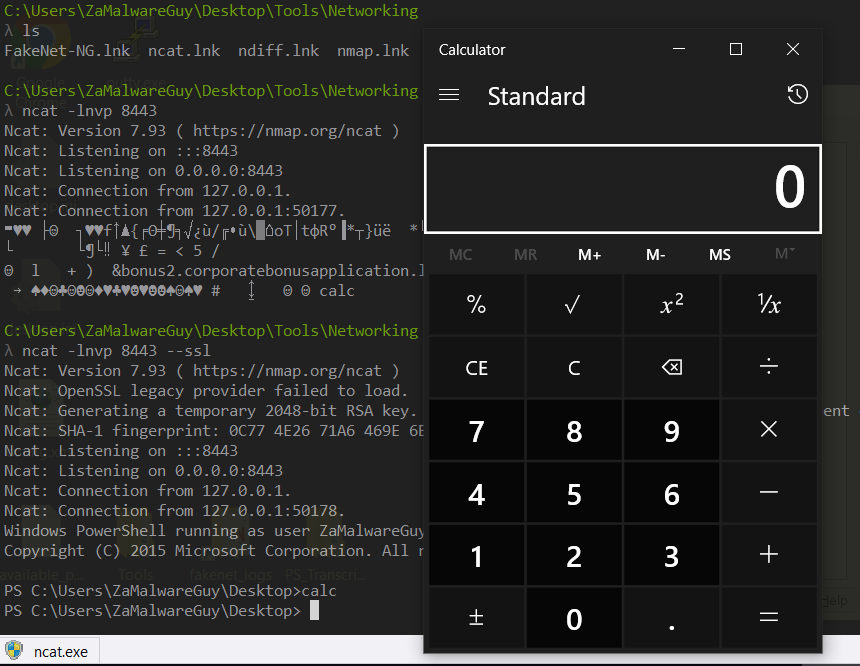 C:\Users\ZaMalwareGuy\Desktop\Tools\Networking
λ ls
FakeNet-NG.lnk  ncat.lnk  ndiff.lnk  nmap.lnk
C:\Users\ZaMalwareGuy\Desktop\Tools\Networking
λ ncat -lnvp 8443
Ncat: Version 7.93 ( https://nmap.org/ncat )
Ncat: Listening on :::8443
Ncat: Listening on 0.0.0.0:8443
Ncat: Connection from 127.0.0.1.
Ncat: Connection from 127.0.0.1:50177.
¥ £ = < 5 /
l + ) &bonus2.corporatebonusapplication.l
# calc
C:\Users\ZaMalwareGuy\Desktop\Tools\Networking
λ ncat -lnvp 8443 --ssl
Ncat: Version 7.93 ( https://nmap.org/ncat )
Ncat: OpenSSL legacy provider failed to load.
Ncat: Generating a temporary 2048-bit RSA key.
Ncat: SHA-1 fingerprint: 0C77 4E26 71A6 469E
ent
Ncat: Listening on :::8443
Ncat: Listening on 0.0.0.0:8443
Ncat: Connection from 127.0.0.1.
Ncat: Connection from 127.0.0.1:50178.
Windows PowerShell running as user ZaMalwareGuy
Copyright (C) 2015 Microsoft Corporation. All
available_p... Tools fakenet_logs PS_Transcri...
PS C:\Users\ZaMalwareGuy\Desktop>calc
PS C:\Users\ZaMalwareGuy\Desktop>
ncat.exe
Calculator
Standard
0
MC MR M+ M- MS M˅
% √ x² ¹/x
CE C ⌫ ÷
7 8 9 ×
4 5 6 −
1 2 3 +
± 0 . =